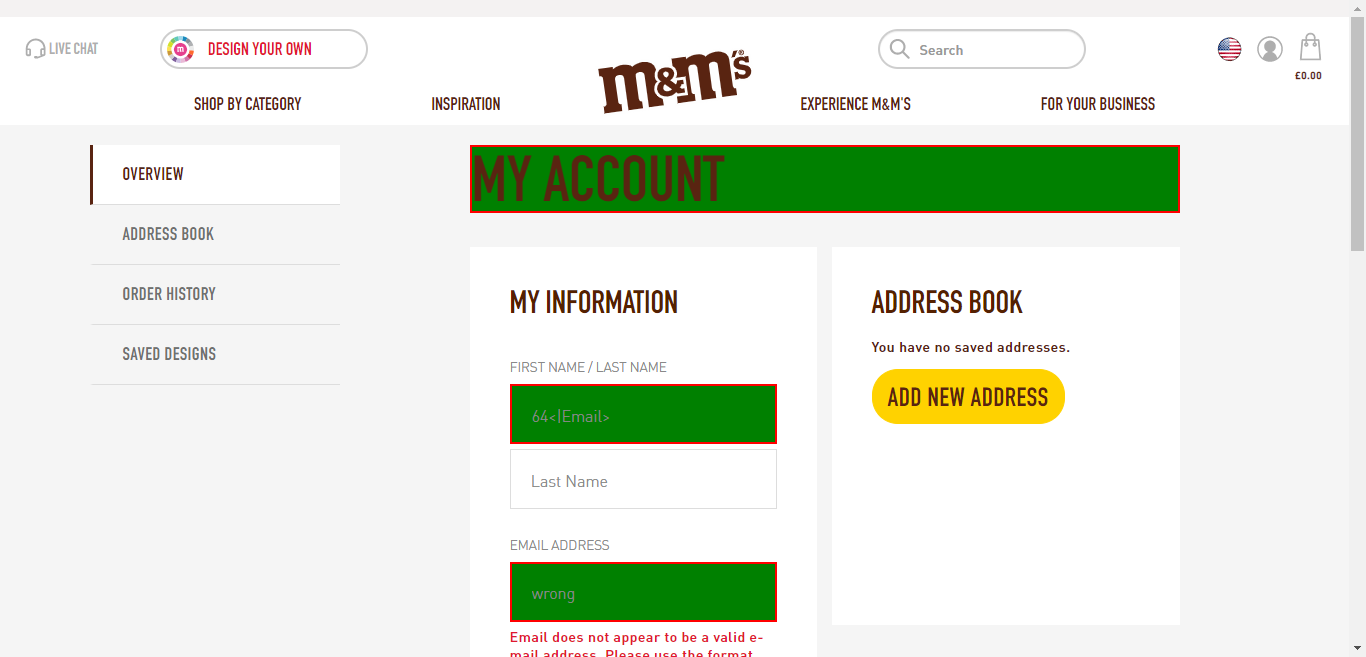 LIVE CHAT
DESIGN YOUR OWN
m
m&m's®
Search
£0.00
SHOP BY CATEGORY
INSPIRATION
EXPERIENCE M&M'S
FOR YOUR BUSINESS
OVERVIEW
ADDRESS BOOK
ORDER HISTORY
SAVED DESIGNS
MY ACCOUNT
MY INFORMATION
FIRST NAME / LAST NAME
64<|Email>
Last Name
EMAIL ADDRESS
wrong
Email does not appear to be a valid e-
mail address. Please use the format
ADDRESS BOOK
You have no saved addresses.
ADD NEW ADDRESS